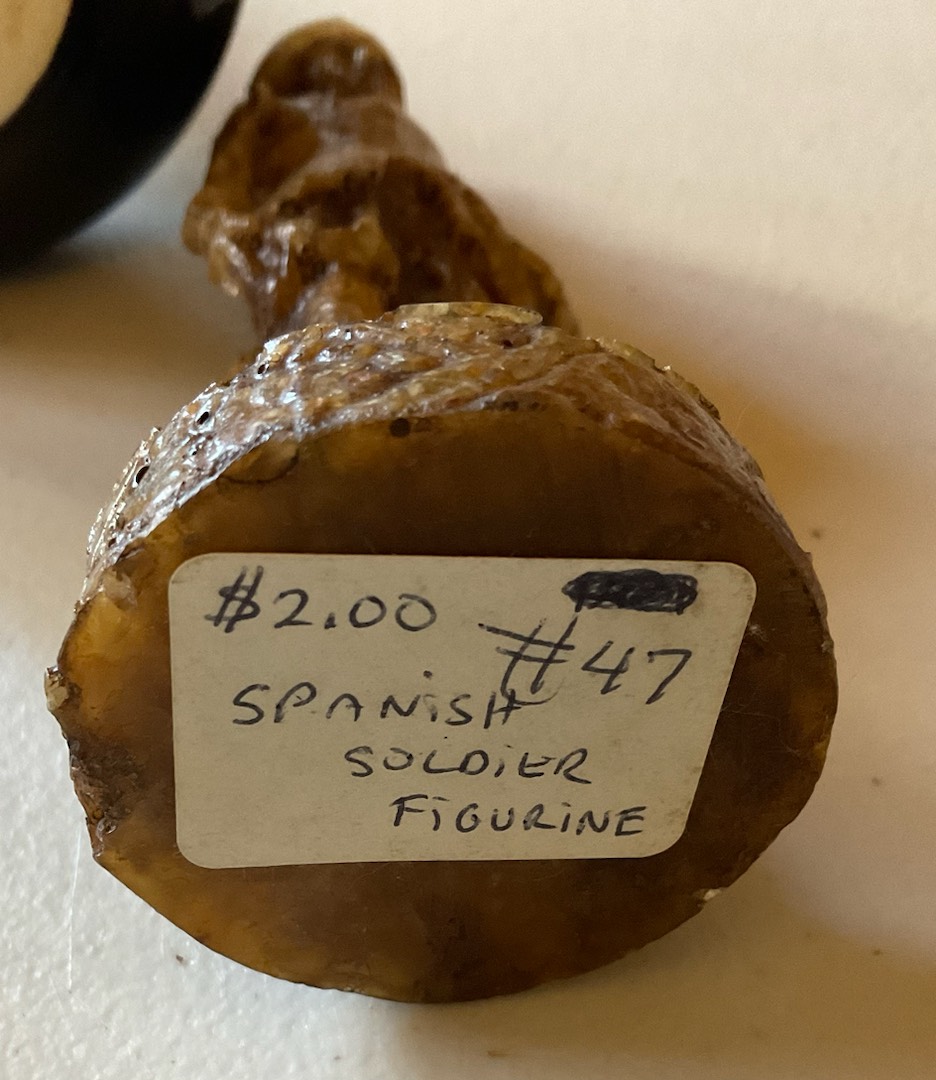 $2.00
#47
SPANiSH
SOLDiER
FiGURiNE